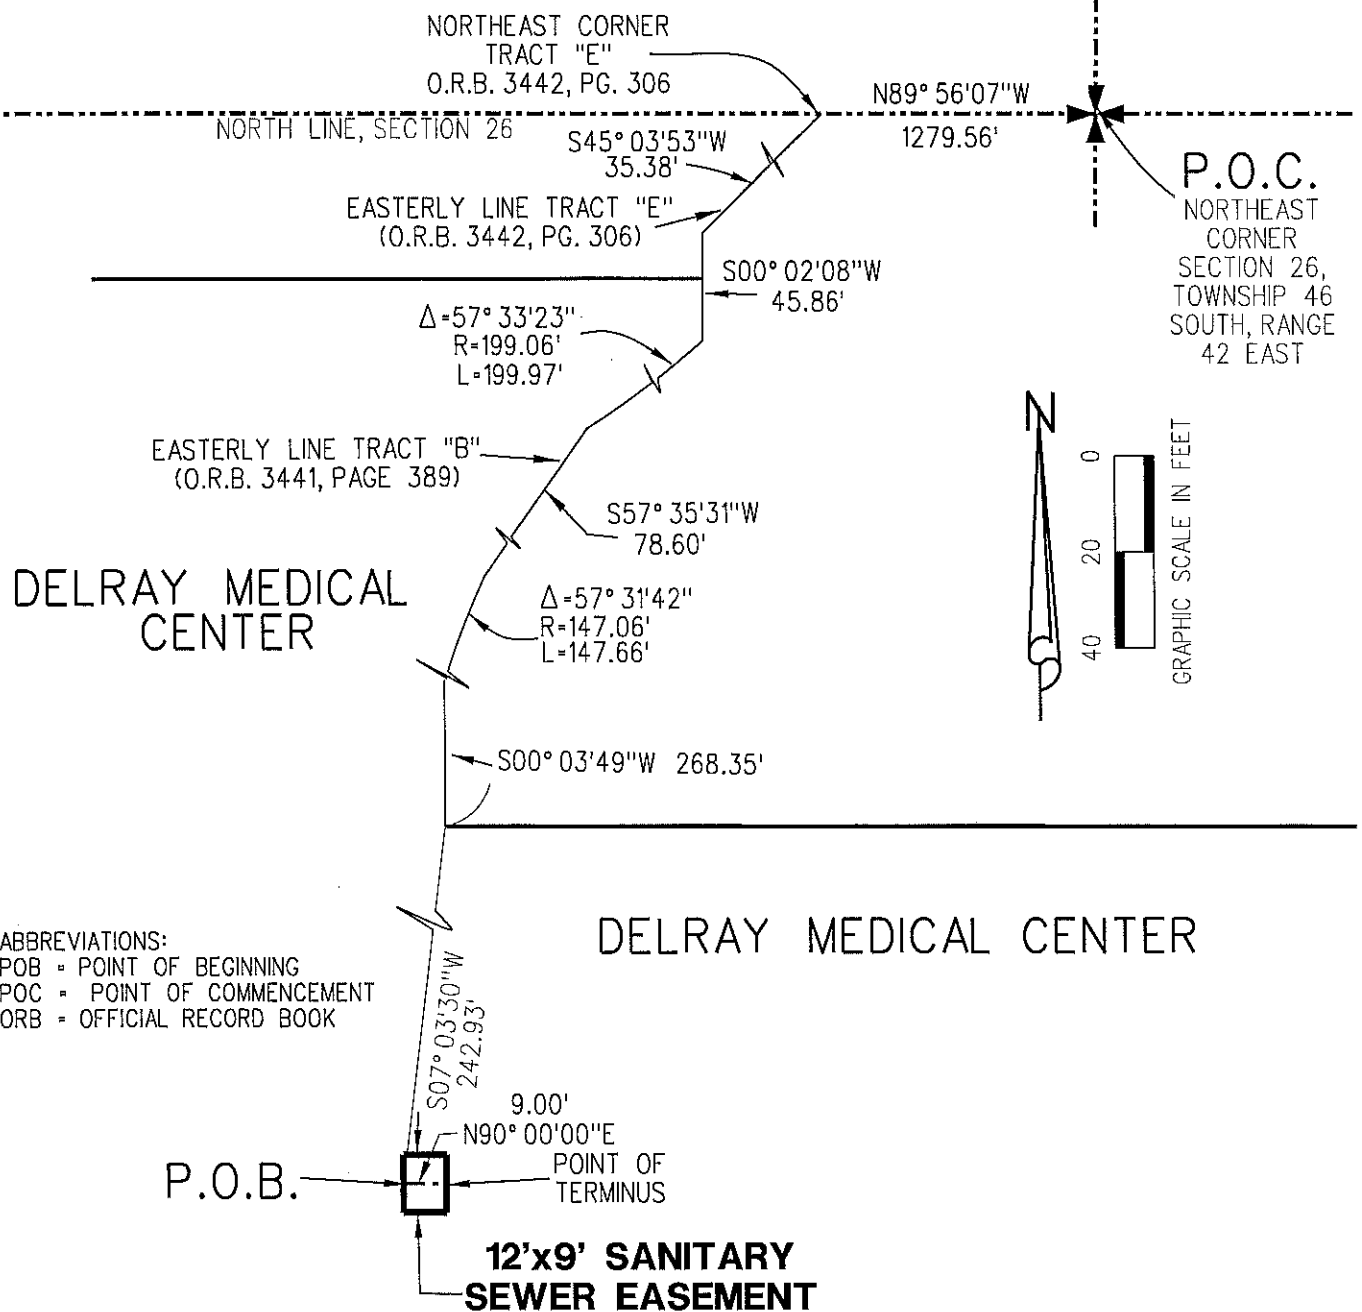 NORTHEAST CORNER
TRACT "E"
O.R.B. 3442, PG. 306
N89° 56'07"W
1279.56'
NORTH LINE, SECTION 26
S45° 03'53"W
35.38'
P.O.C.
NORTHEAST
CORNER
SECTION 26,
TOWNSHIP 46
SOUTH, RANGE
42 EAST
EASTERLY LINE TRACT "E"
(O.R.B. 3442, PG. 306)
S00° 02'08"W
45.86'
Δ=57° 33'23"
R=199.06'
L=199.97'
EASTERLY LINE TRACT "B"
(O.R.B. 3441, PAGE 389)
N
0
20
40
GRAPHIC SCALE IN FEET
S57° 35'31"W
78.60'
DELRAY MEDICAL
CENTER
Δ=57° 31'42"
R=147.06'
L=147.66'
S00° 03'49"W 268.35'
DELRAY MEDICAL CENTER
ABBREVIATIONS:
POB = POINT OF BEGINNING
POC = POINT OF COMMENCEMENT
ORB = OFFICIAL RECORD BOOK
S07° 03'30"W
242.93'
9.00'
N90° 00'00"E
P.O.B.
POINT OF
TERMINUS
12'x9' SANITARY
SEWER EASEMENT